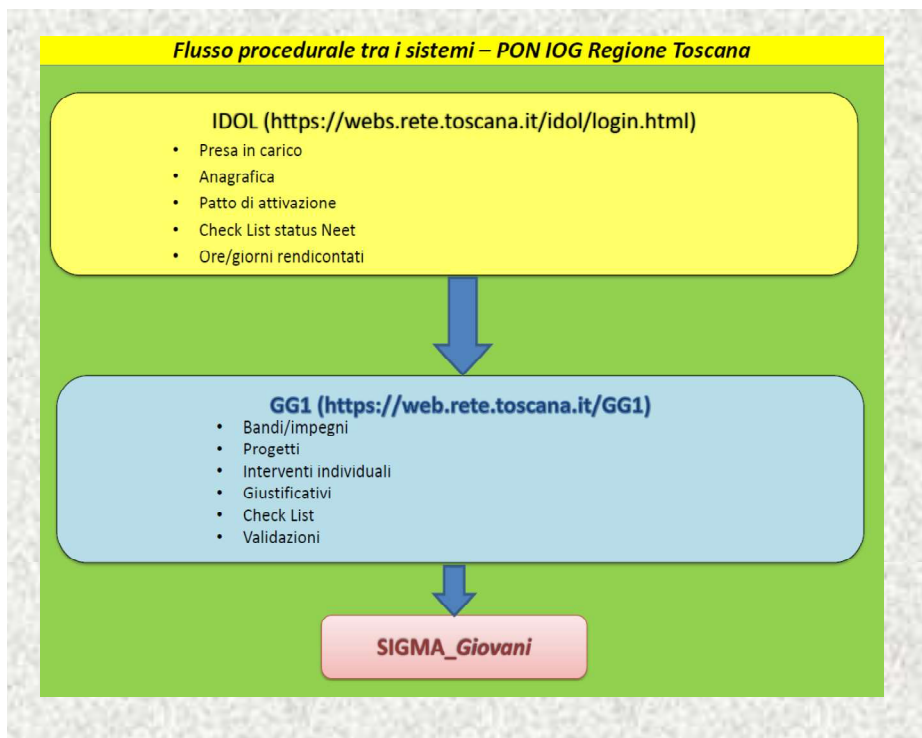 Flusso procedurale tra i sistemi – PON IOG Regione Toscana
IDOL (https://webs.rete.toscana.it/idol/login.html)
• Presa in carico
• Anagrafica
• Patto di attivazione
• Check List status Neet
• Ore/giorni rendicontati
GG1 (https://web.rete.toscana.it/GG1)
• Bandi/impegni
• Progetti
• Interventi individuali
• Giustificativi
• Check List
• Validazioni
SIGMA_Giovani